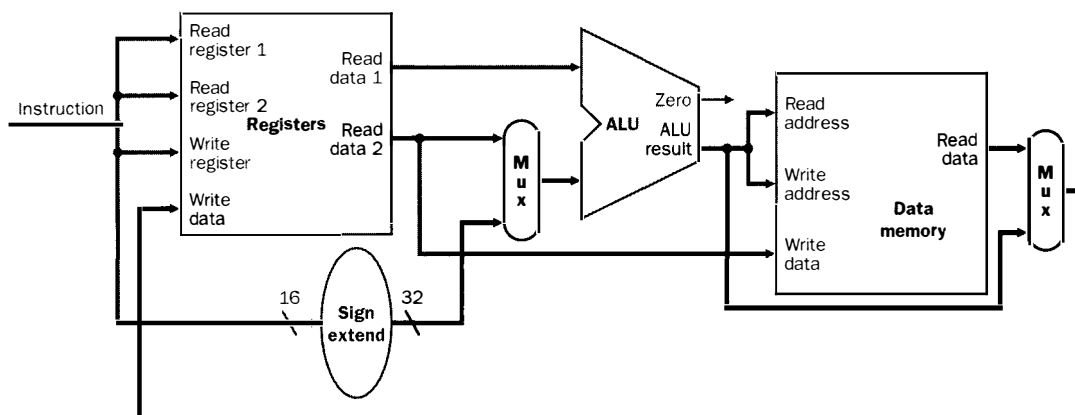 Instruction
Read
register 1
Read
register 2
Registers
Write
register
Write
data
Read
data 1
Read
data 2
16
Sign
extend
32
M
u
x
ALU
Zero
ALU
result
Read
address
Write
address
Write
data
Data
memory
Read
data
M
u
x